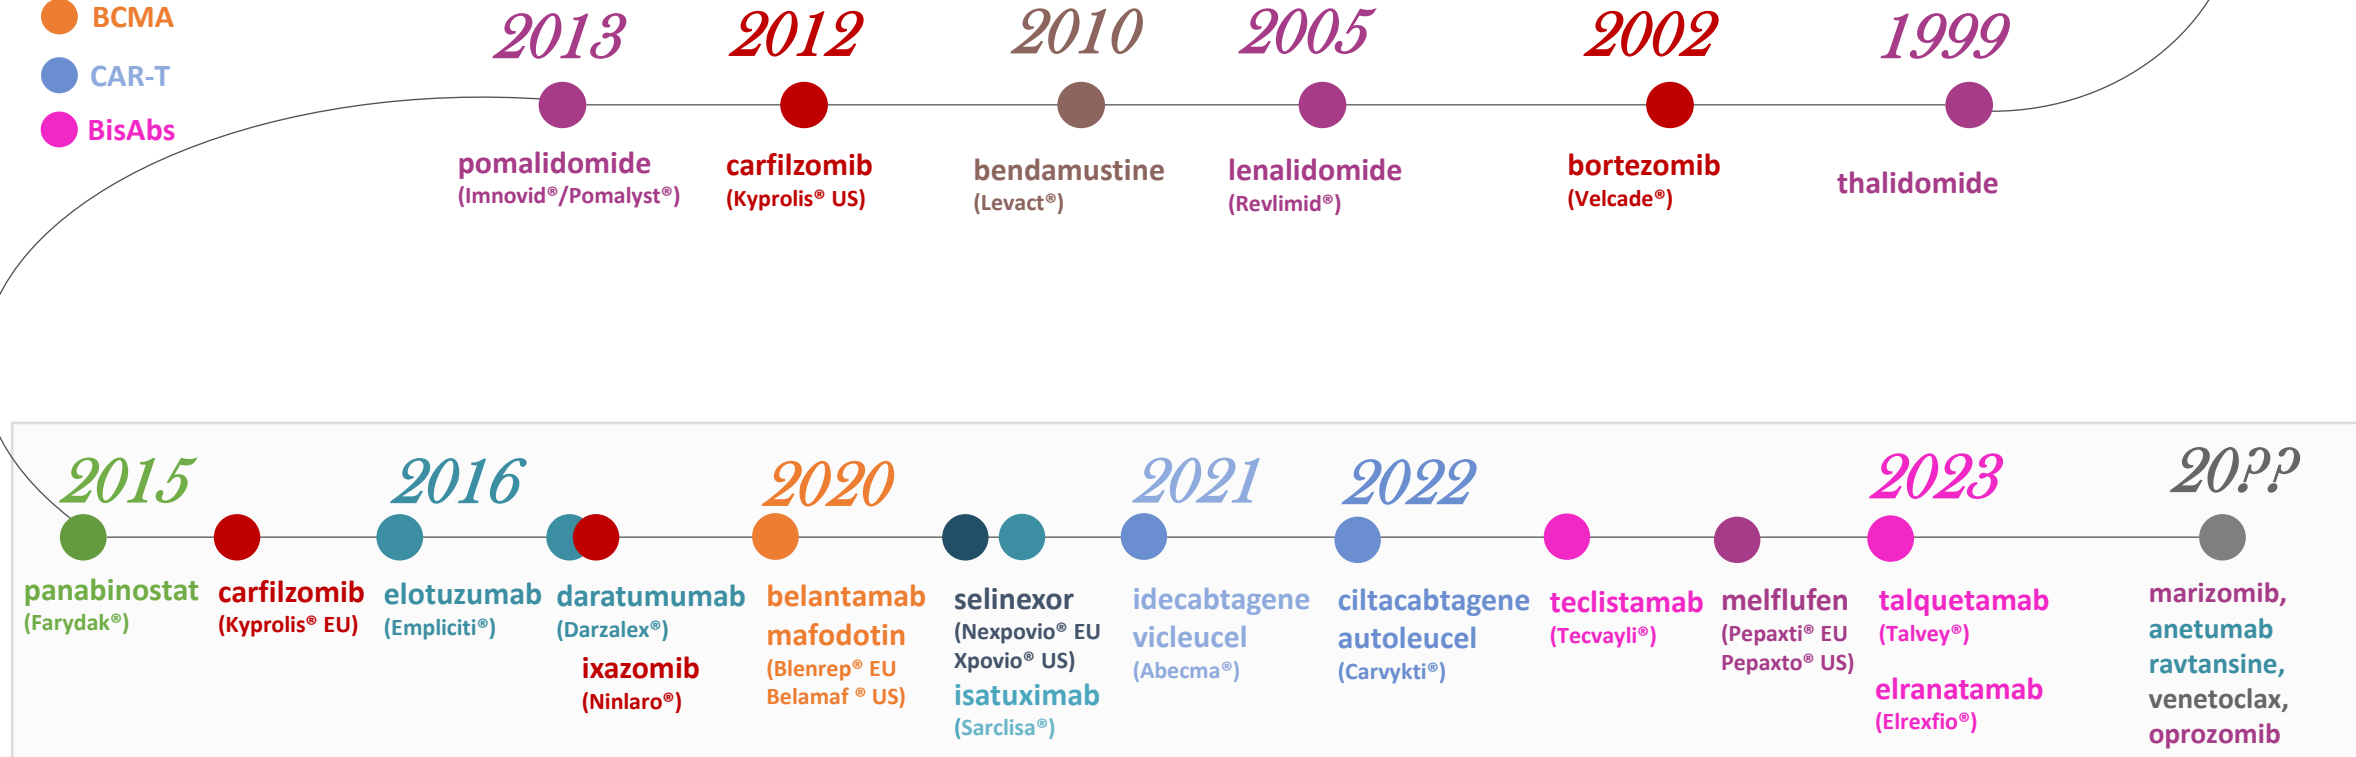 BCMA
CAR-T
BisAbs
2013
2012
2010
2005
2002
1999
pomalidomide
(Imnovid®/Pomalyst®)
carfilzomib
(Kyprolis® US)
bendamustine
(Levact®)
lenalidomide
(Revlimid®)
bortezomib
(Velcade®)
thalidomide
2015
2016
2020
2021
2022
2023
20??
panabinostat
(Farydak®)
carfilzomib
(Kyprolis® EU)
elotuzumab
(Empliciti®)
daratumumab
(Darzalex®)
ixazomib
(Ninlaro®)
belantamab
mafodotin
(Blenrep® EU
Belamaf ® US)
selinexor
(Nexpovio® EU
Xpovio® US)
isatuximab
(Sarclisa®)
idecabtagene
vicleucel
(Abecma®)
ciltacabtagene
autoleucel
(Carvykti®)
teclistamab
(Tecvayli®)
melflufen
(Pepaxti® EU
Pepaxto® US)
talquetamab
(Talvey®)
elranatamab
(Elrexfio®)
marizomib,
anetumab
ravtansine,
venetoclax,
oprozomib